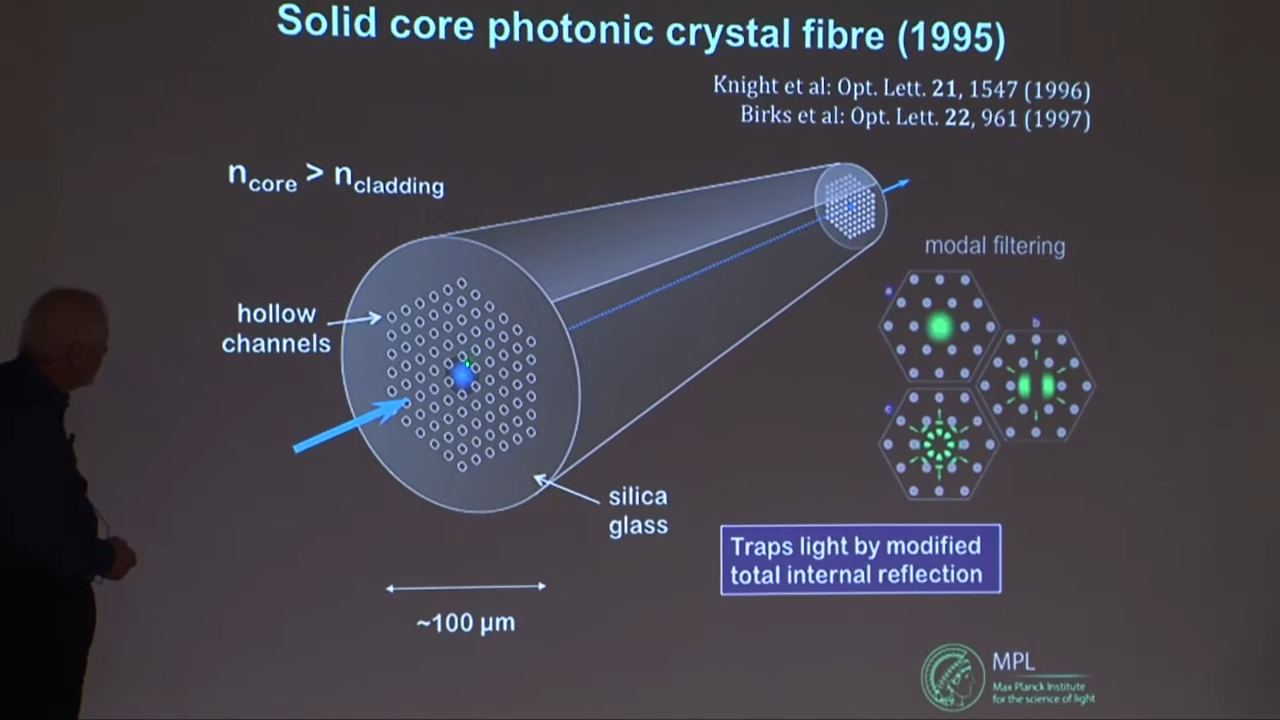 Solid core photonic crystal fibre (1995)
Knight et al: Opt. Lett. 21, 1547 (1996)
Birks et al: Opt. Lett. 22, 961 (1997)
ncore > ncladding
modal filtering
hollow
channels
a
b
c
silica
glass
Traps light by modified
total internal reflection
~100 µm
MPL
Max Planck Institute
for the science of light